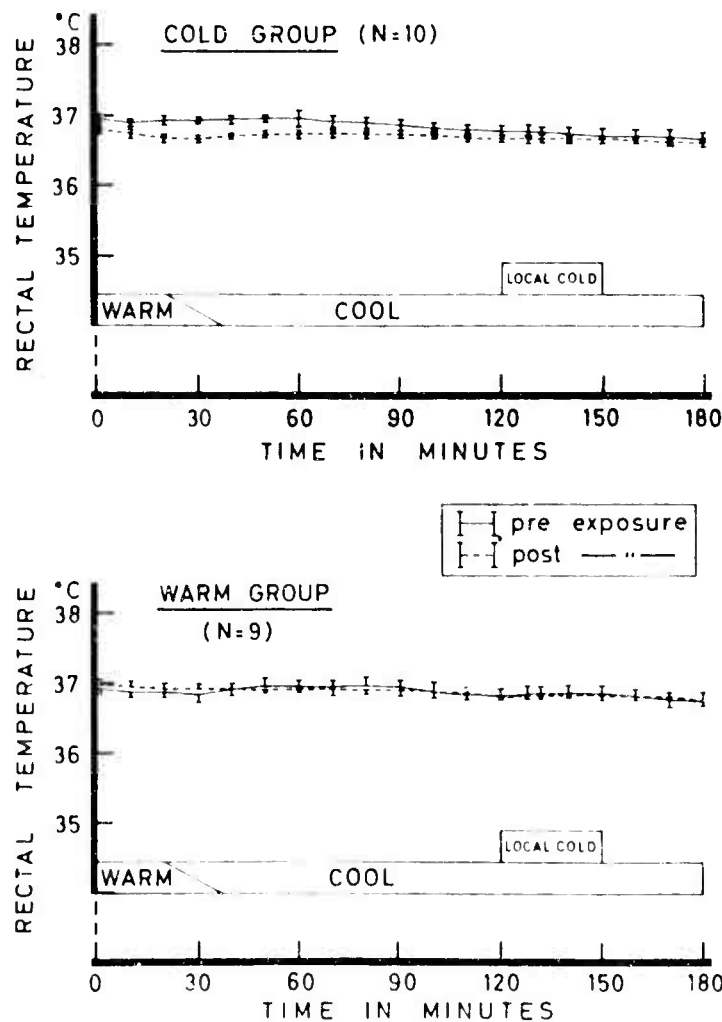 °C
COLD GROUP (N=10)
38
37
36
35
RECTAL TEMPERATURE
LOCAL COLD
WARM
COOL
0 30 60 90 120 150 180
TIME IN MINUTES
pre exposure
post —〃—
°C
WARM GROUP
(N=9)
38
37
36
35
RECTAL TEMPERATURE
LOCAL COLD
WARM
COOL
0 30 60 90 120 150 180
TIME IN MINUTES